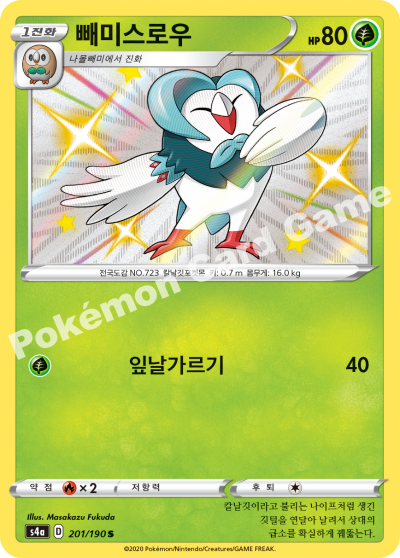 1진화
빼미스로우
HP 80
나몰빼미에서 진화
전국도감 NO.723 칼날깃포켓몬 키: 0.7 m 몸무게: 16.0 kg
Pokémon Card Game
잎날가르기 40
약점 ×2 저항력 후퇴
Illus. Masakazu Fukuda
s4a D 201/190 S
칼날깃이라고 불리는 나이프처럼 생긴
깃털을 연달아 날려서 상대의
급소를 확실하게 꿰뚫는다.
©2020 Pokémon/Nintendo/Creatures/GAME FREAK.